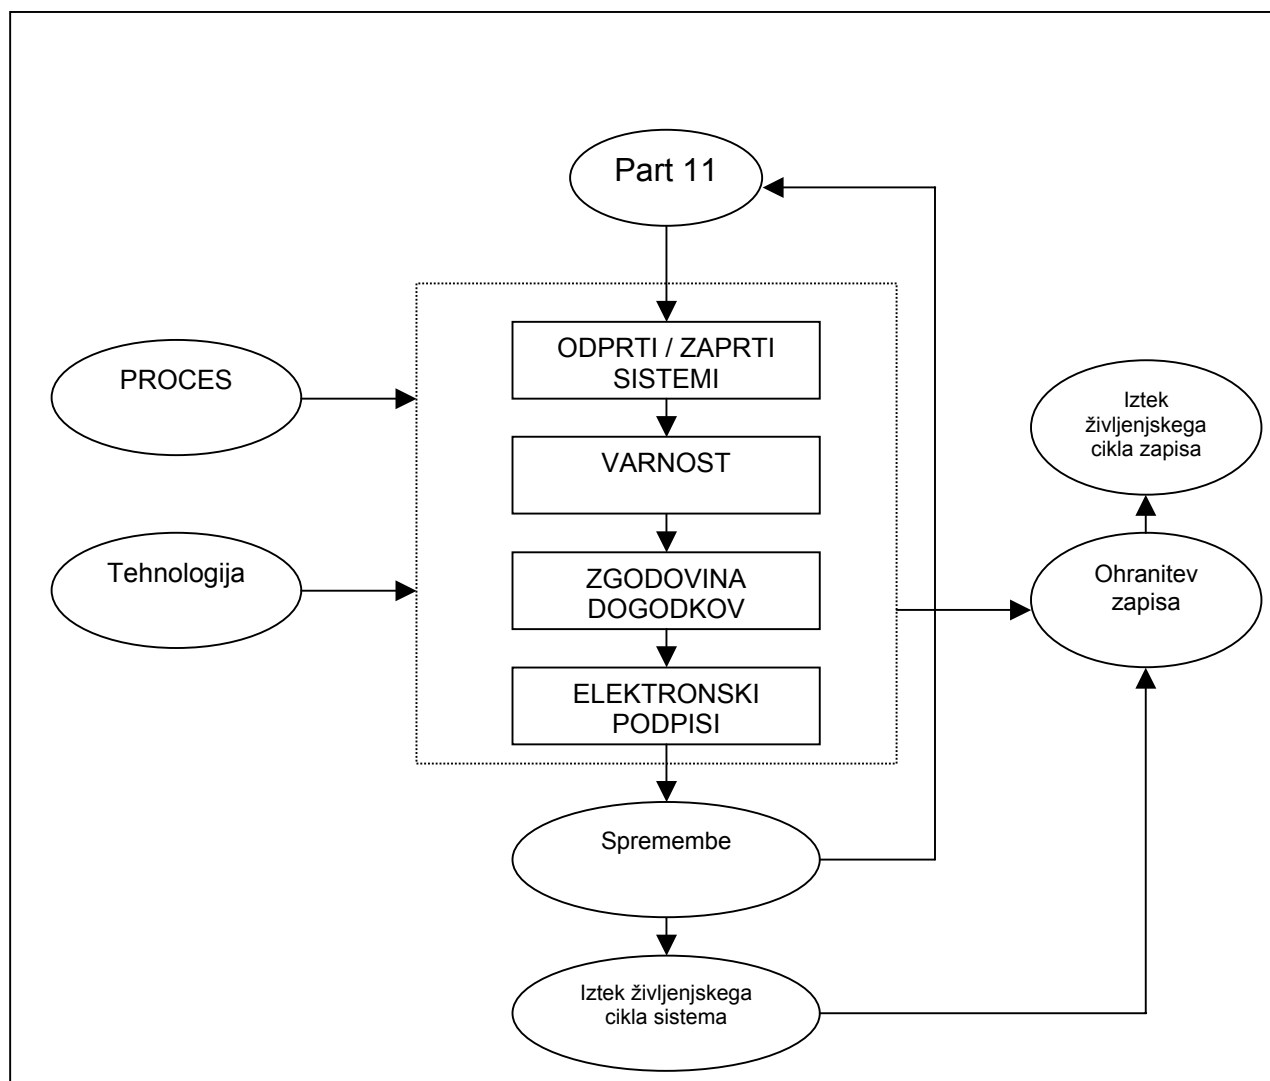 Part 11
ODPRTI / ZAPRTI
SISTEMI
PROCES
VARNOST
Iztek
življenjskega
cikla zapisa
Tehnologija
ZGODOVINA
DOGODKOV
Ohranitev
zapisa
ELEKTRONSKI
PODPISI
Spremembe
Iztek življenjskega
cikla sistema